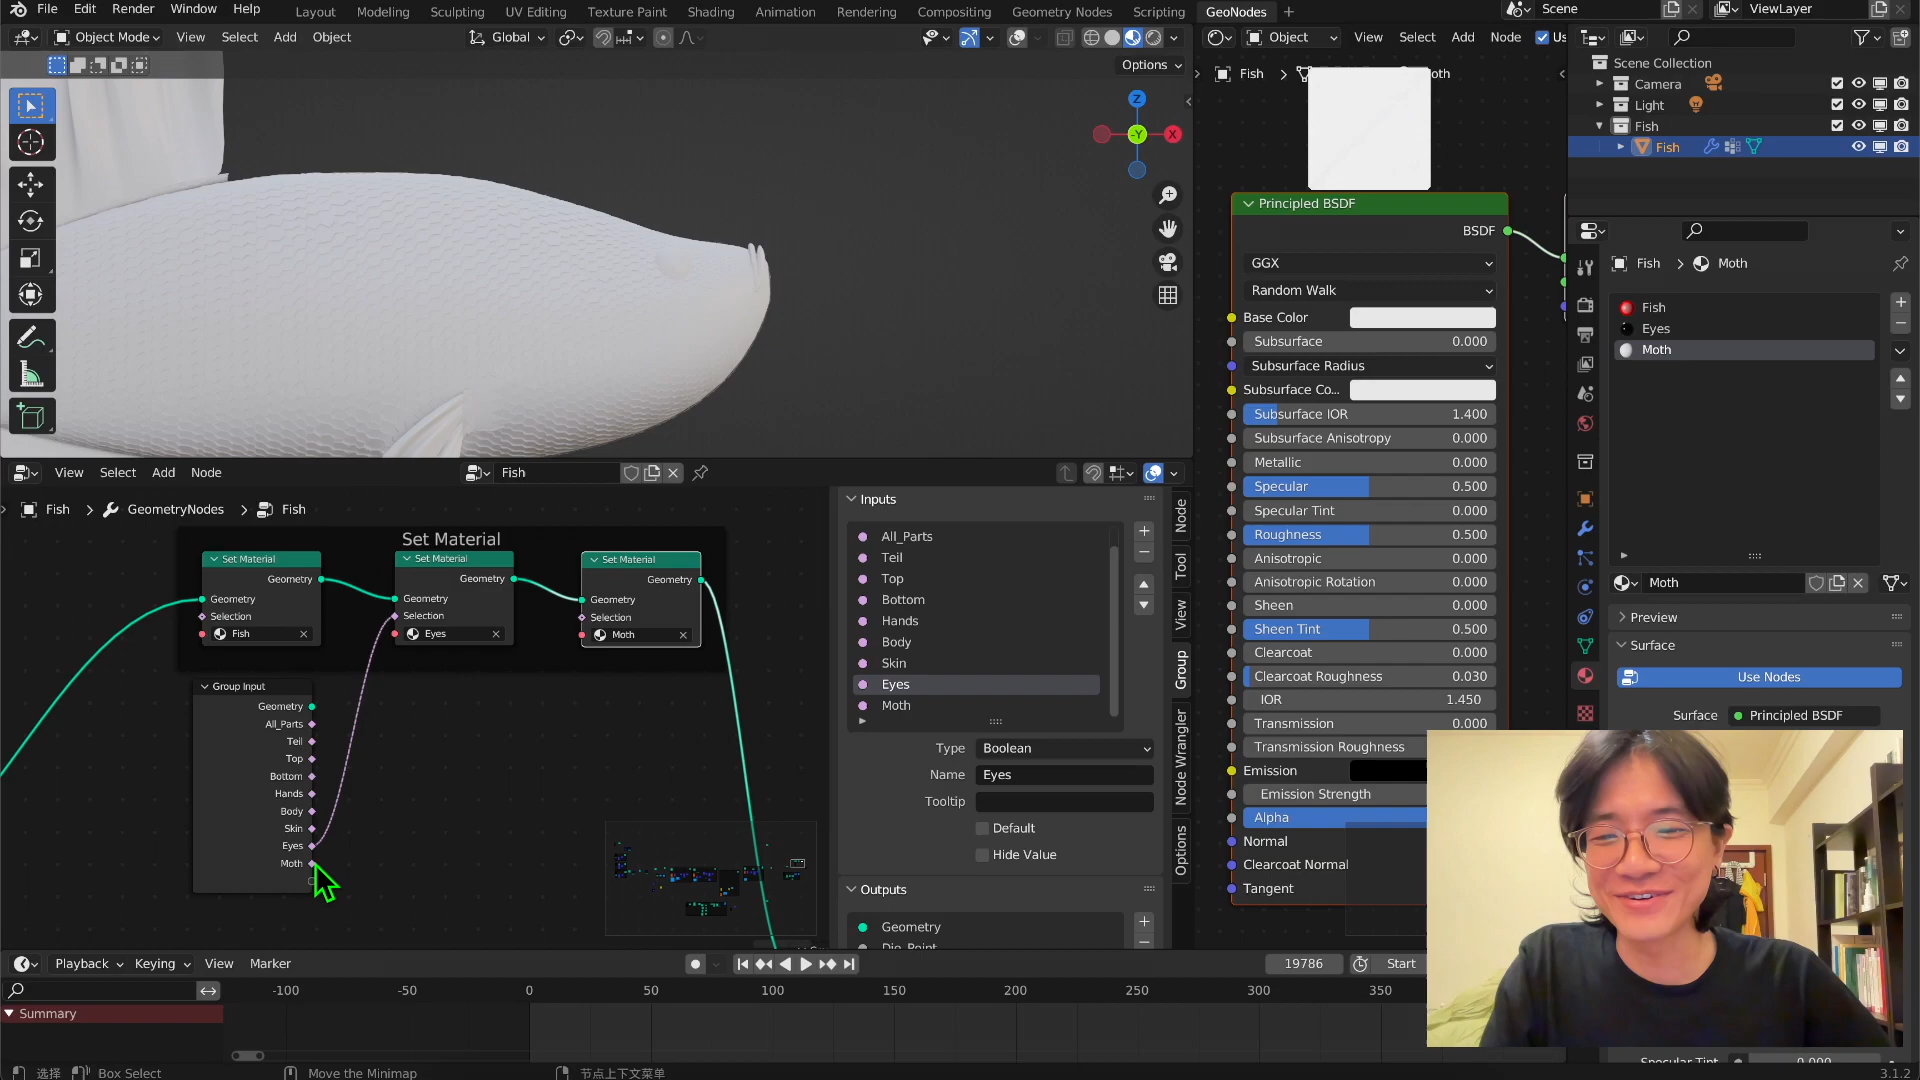 File Edit Render Window Help Layout Modeling Sculpting UV Editing Texture Paint Shading Animation Rendering Compositing Geometry Nodes Scripting GeoNodes + Scene ViewLayer
Object Mode View Select Add Object Global
Options
Z
-Y
X
Object View Select Add Node Us
Fish > oth
Principled BSDF
BSDF
GGX
Random Walk
Base Color
Subsurface 0.000
Subsurface Radius
Subsurface Co...
Subsurface IOR 1.400
Subsurface Anisotropy 0.000
Metallic 0.000
Specular 0.500
Specular Tint 0.000
Roughness 0.500
Anisotropic 0.000
Anisotropic Rotation 0.000
Sheen 0.000
Sheen Tint 0.500
Clearcoat 0.000
Clearcoat Roughness 0.030
IOR 1.450
Transmission 0.000
Transmission Roughness
Emission
Emission Strength
Alpha
Normal
Clearcoat Normal
Tangent
Scene Collection
Camera
Light
Fish
Fish
Fish > Moth
Fish
Eyes
Moth
Moth
Preview
Surface
Use Nodes
Surface Principled BSDF
View Select Add Node Fish
Fish > GeometryNodes > Fish
Set Material
Set Material
Geometry
Geometry
Selection
Fish
Set Material
Geometry
Geometry
Selection
Eyes
Set Material
Geometry
Geometry
Selection
Moth
Group Input
Geometry
All_Parts
Teil
Top
Bottom
Hands
Body
Skin
Eyes
Moth
Inputs
All_Parts
Teil
Top
Bottom
Hands
Body
Skin
Eyes
Moth
Type Boolean
Name Eyes
Tooltip
Default
Hide Value
Outputs
Geometry
Node
Tool
View
Group
Node Wrangler
Options
Playback Keying View Marker 19786 Start
-100 -50 0 50 100 150 200 250 300 350
Summary
选择 Box Select Move the Minimap 节点上下文菜单
Specular Tint 0.000
3.1.2